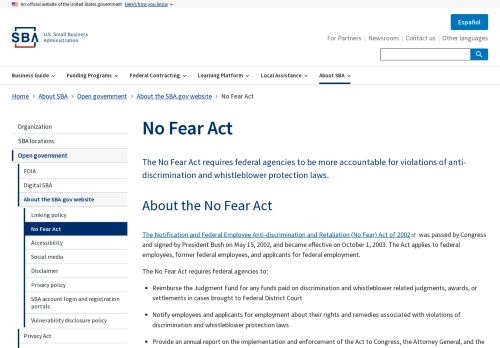 An official website of the United States government Here's how you know
Español
SBA U.S. Small Business
Administration
For Partners Newsroom Contact us Other languages
Business Guide Funding Programs Federal Contracting Learning Platform Local Assistance About SBA
Home › About SBA › Open government › About the SBA.gov website › No Fear Act
Organization
SBA locations
Open government
FOIA
Digital SBA
About the SBA.gov website
Linking policy
No Fear Act
Accessibility
Social media
Disclaimer
Privacy policy
SBA account login and registration
portals
Vulnerability disclosure policy
Privacy Act
No Fear Act
The No Fear Act requires federal agencies to be more accountable for violations of anti-
discrimination and whistleblower protection laws.
About the No Fear Act
The Notification and Federal Employee Anti-discrimination and Retaliation (No Fear) Act of 2002 was passed by Congress
and signed by President Bush on May 15, 2002, and became effective on October 1, 2003. The Act applies to federal
employees, former federal employees, and applicants for federal employment.
The No Fear Act requires federal agencies to:
• Reimburse the Judgment Fund for any funds paid on discrimination and whistleblower related judgments, awards, or
settlements in cases brought to Federal District Court
• Notify employees and applicants for employment about their rights and remedies associated with violations of
discrimination and whistleblower protection laws
• Provide an annual report on the implementation and enforcement of the Act to Congress, the Attorney General, and the